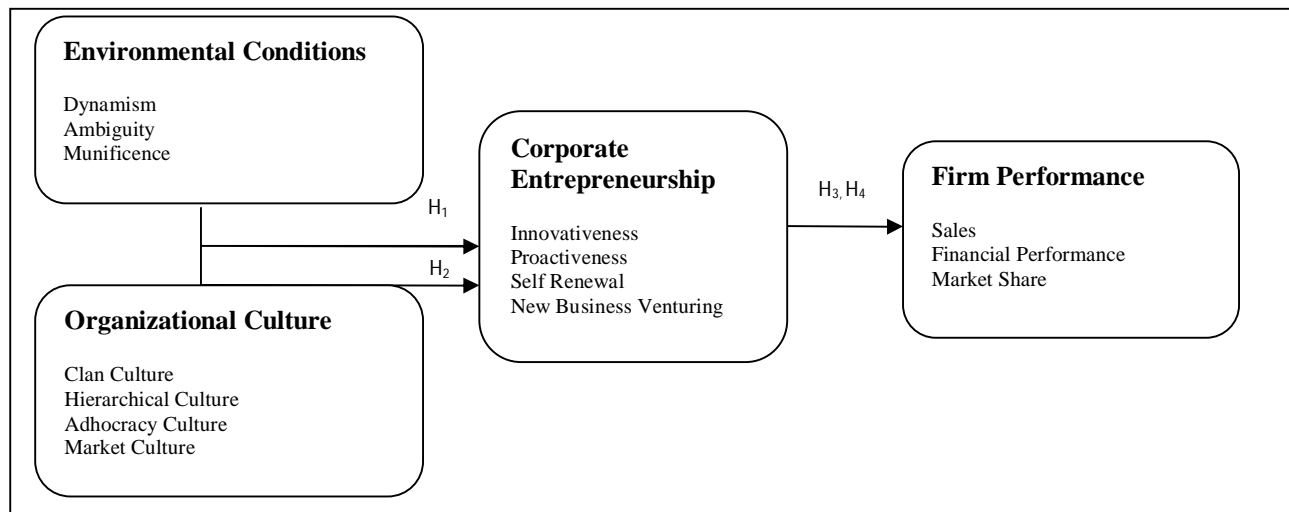 Environmental Conditions
Dynamism
Ambiguity
Munificence
Organizational Culture
Clan Culture
Hierarchical Culture
Adhocracy Culture
Market Culture
H1
H2
Corporate
Entrepreneurship
Innovativeness
Proactiveness
Self Renewal
New Business Venturing
H3, H4
Firm Performance
Sales
Financial Performance
Market Share